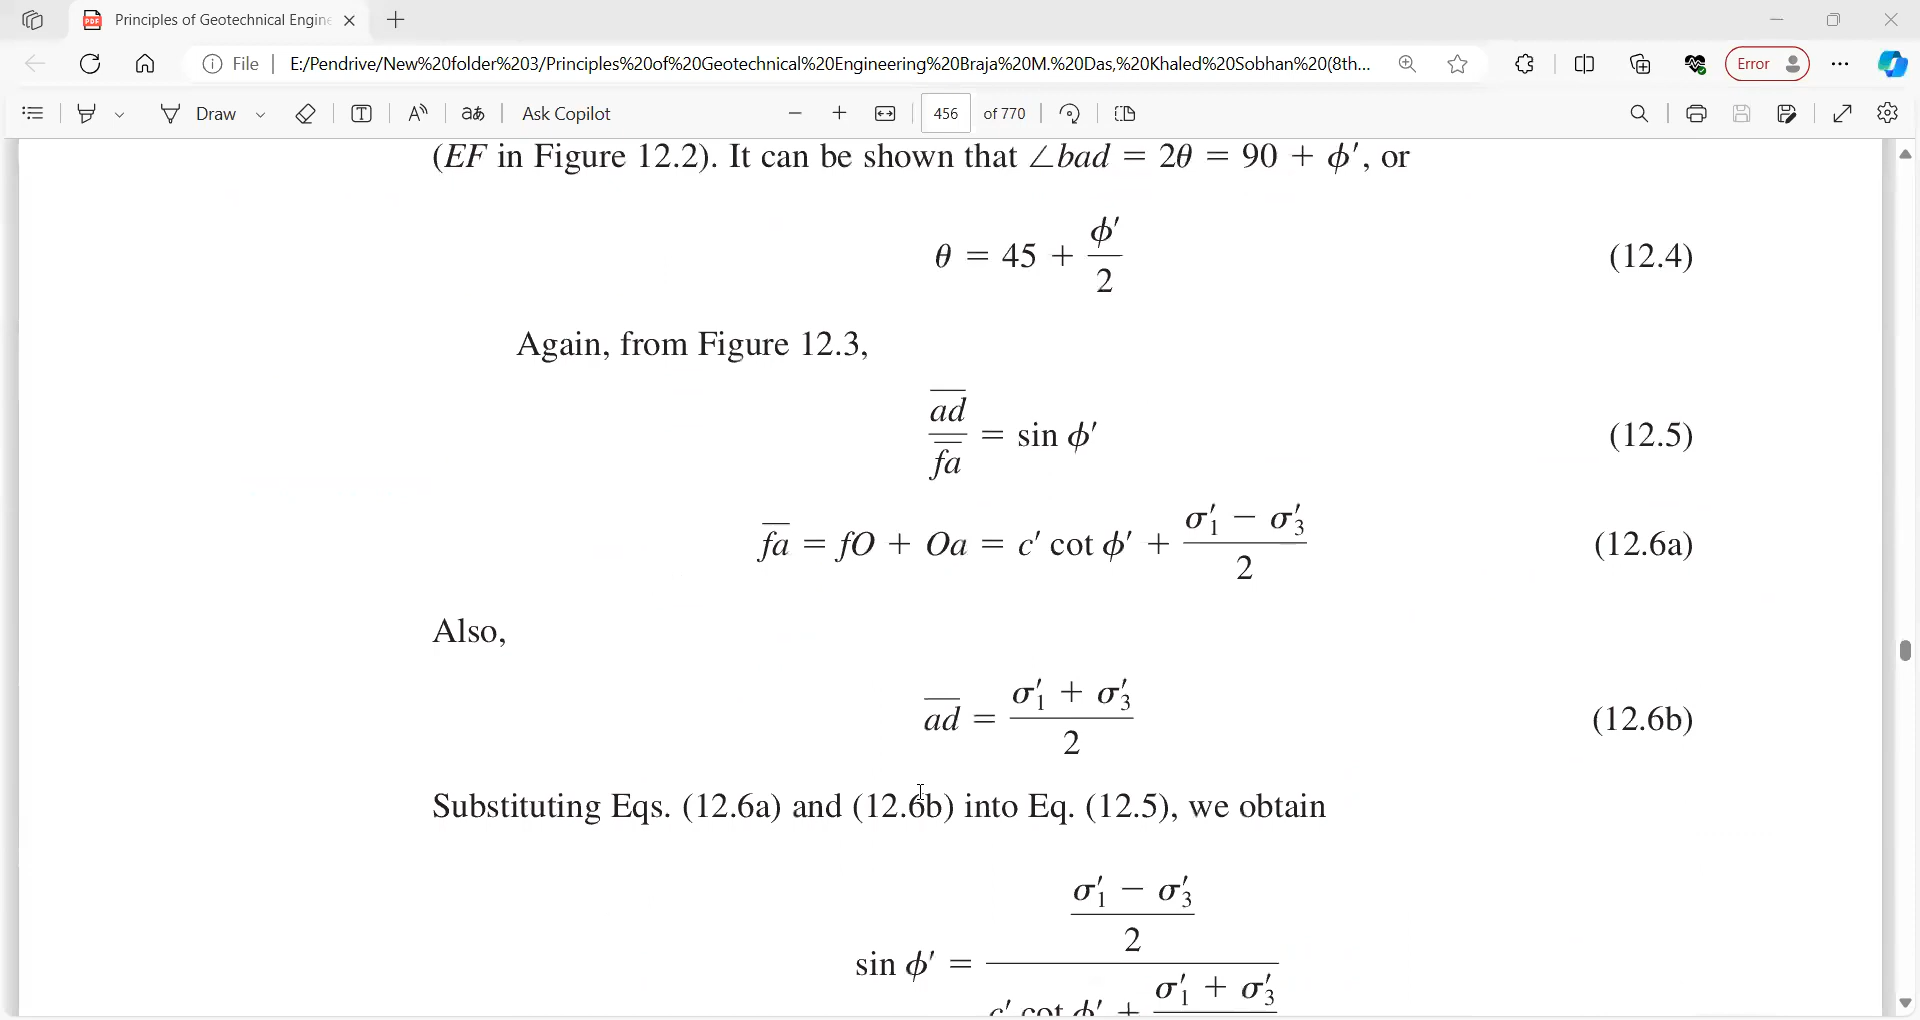 Principles of Geotechnical Engine
File
E:/Pendrive/New%20folder%203/Principles%20of%20Geotechnical%20Engineering%20Braja%20M.%20Das,%20Khaled%20Sobhan%20(8th...
Error
Draw
Ask Copilot
456 of 770
(EF in Figure 12.2). It can be shown that ∠bad = 2θ = 90 + ϕ′, or
θ = 45 + ϕ′/2 (12.4)
Again, from Figure 12.3,
ad/fa = sin ϕ′ (12.5)
fa = fO + Oa = c′ cot ϕ′ + (σ′1 − σ′3)/2 (12.6a)
Also,
ad = (σ′1 + σ′3)/2 (12.6b)
Substituting Eqs. (12.6a) and (12.6b) into Eq. (12.5), we obtain
σ′1 − σ′3
2
sin ϕ′ =
c′ cot ϕ′ + σ′1 + σ′3